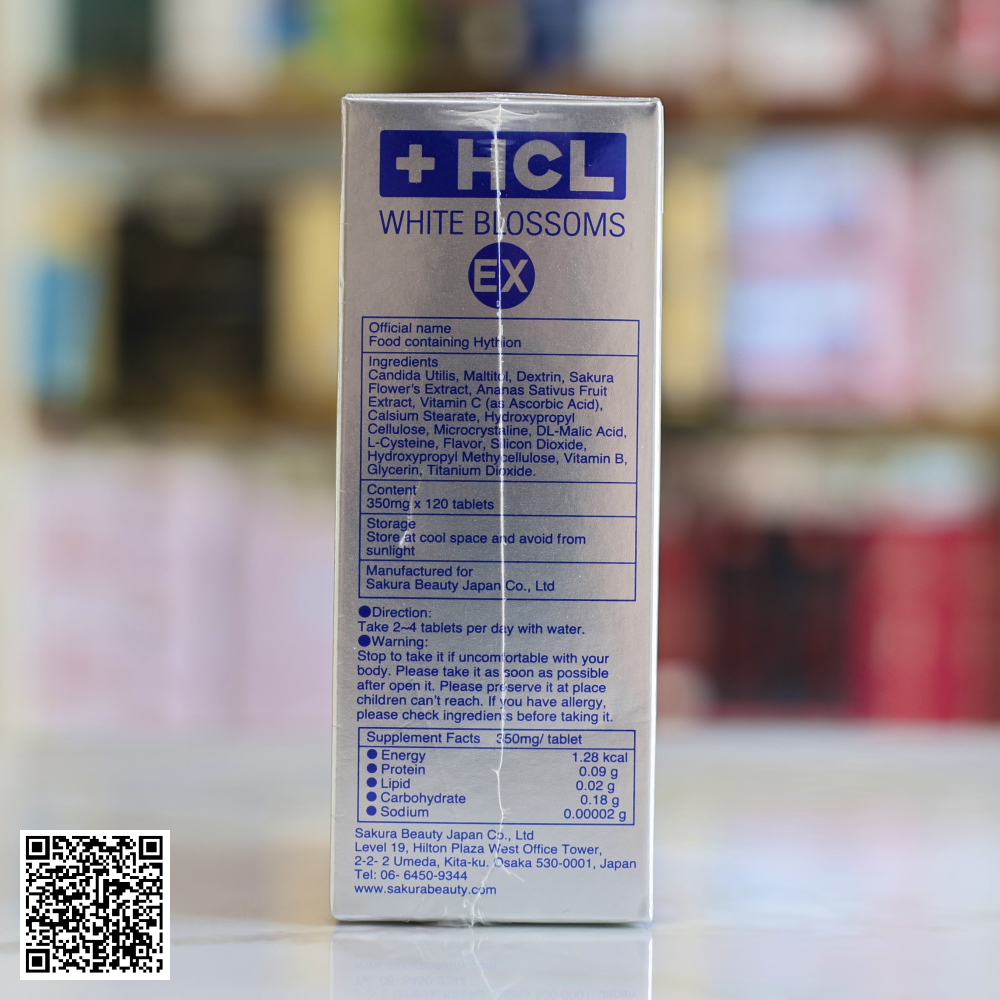 + HCL
WHITE BLOSSOMS
EX
Official name
Food containing Hythion
Ingredients
Candida Utilis, Maltitol, Dextrin, Sakura
Flower's Extract, Ananas Sativus Fruit
Extract, Vitamin C (as Ascorbic Acid),
Calsium Stearate, Hydroxypropyl
Cellulose, Microcrystaline, DL-Malic Acid,
L-Cysteine, Flavor, Silicon Dioxide,
Hydroxypropyl Methycellulose, Vitamin B,
Glycerin, Titanium Dioxide.
Content
350mg x 120 tablets
Storage
Store at cool space and avoid from
sunlight
Manufactured for
Sakura Beauty Japan Co., Ltd
●Direction:
Take 2~4 tablets per day with water.
●Warning:
Stop to take it if uncomfortable with your
body. Please take it as soon as possible
after open it. Please preserve it at place
children can't reach. If you have allergy,
please check ingredients before taking it.
Supplement Facts 350mg/ tablet
● Energy 1.28 kcal
● Protein 0.09 g
● Lipid 0.02 g
● Carbohydrate 0.18 g
● Sodium 0.00002 g
Sakura Beauty Japan Co., Ltd
Level 19, Hilton Plaza West Office Tower,
2-2- 2 Umeda, Kita-ku. Osaka 530-0001, Japan
Tel: 06- 6450-9344
www.sakurabeauty.com